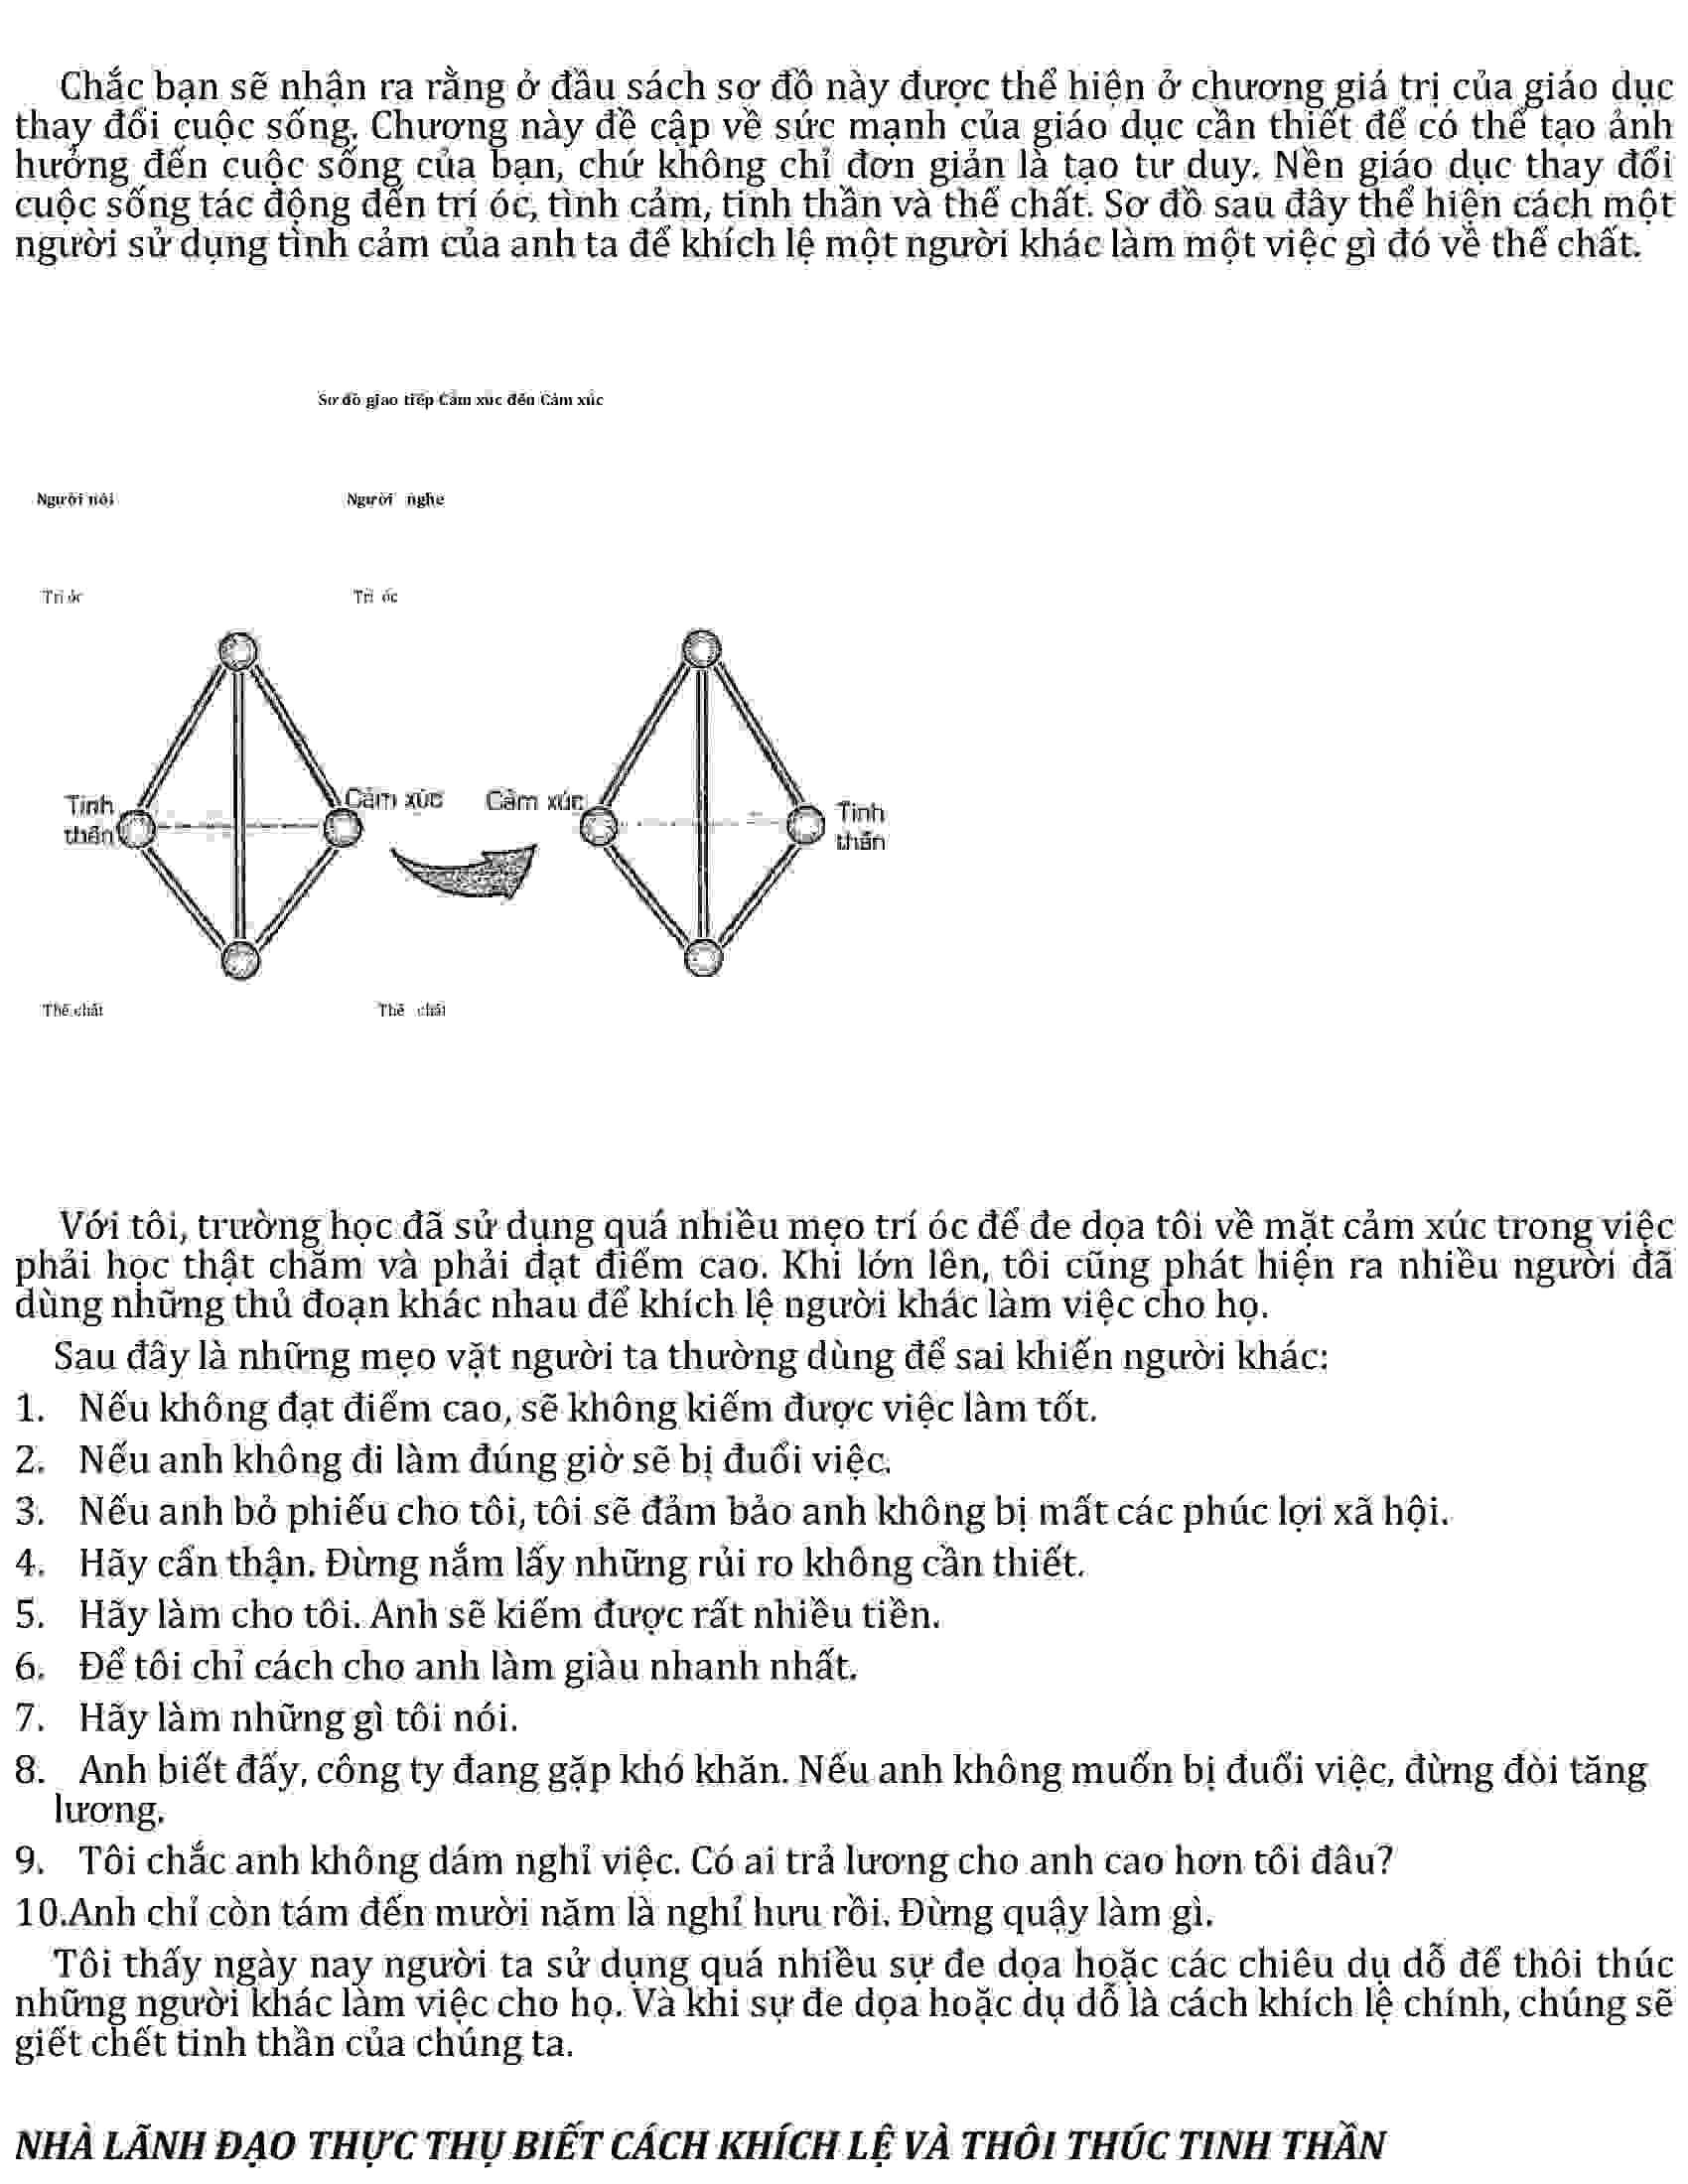 Chắc bạn sẽ nhận ra rằng ở đầu sách sơ đồ này được thể hiện ở chương giá trị của giáo dục
thay đổi cuộc sống. Chương này đề cập về sức mạnh của giáo dục cần thiết để có thể tạo ảnh
hưởng đến cuộc sống của bạn, chứ không chỉ đơn giản là tạo tư duy. Nền giáo dục thay đổi
cuộc sống tác động đến trí óc, tình cảm, tinh thần và thể chất. Sơ đồ sau đây thể hiện cách một
người sử dụng tình cảm của anh ta để khích lệ một người khác làm một việc gì đó về thể chất.
Sơ đồ giao tiếp Cảm xúc đến Cảm xúc
Người nói Người nghe
Trí óc Trí óc
Tinh thần Cảm xúc Cảm xúc Tinh thần
Thể chất Thể chất
Với tôi, trường học đã sử dụng quá nhiều mẹo trí óc để đe dọa tôi về mặt cảm xúc trong việc
phải học thật chăm và phải đạt điểm cao. Khi lớn lên, tôi cũng phát hiện ra nhiều người đã
dùng những thủ đoạn khác nhau để khích lệ người khác làm việc cho họ.
Sau đây là những mẹo vặt người ta thường dùng để sai khiến người khác:
1. Nếu không đạt điểm cao, sẽ không kiếm được việc làm tốt.
2. Nếu anh không đi làm đúng giờ sẽ bị đuổi việc.
3. Nếu anh bỏ phiếu cho tôi, tôi sẽ đảm bảo anh không bị mất các phúc lợi xã hội.
4. Hãy cẩn thận. Đừng nắm lấy những rủi ro không cần thiết.
5. Hãy làm cho tôi. Anh sẽ kiếm được rất nhiều tiền.
6. Để tôi chỉ cách cho anh làm giàu nhanh nhất.
7. Hãy làm những gì tôi nói.
8. Anh biết đấy, công ty đang gặp khó khăn. Nếu anh không muốn bị đuổi việc, đừng đòi tăng
lương.
9. Tôi chắc anh không dám nghỉ việc. Có ai trả lương cho anh cao hơn tôi đâu?
10.Anh chỉ còn tám đến mười năm là nghỉ hưu rồi. Đừng quậy làm gì.
Tôi thấy ngày nay người ta sử dụng quá nhiều sự đe dọa hoặc các chiêu dụ dỗ để thôi thúc
những người khác làm việc cho họ. Và khi sự đe dọa hoặc dụ dỗ là cách khích lệ chính, chúng sẽ
giết chết tinh thần của chúng ta.
NHÀ LÃNH ĐẠO THỰC THỤ BIẾT CÁCH KHÍCH LỆ VÀ THÔI THÚC TINH THẦN